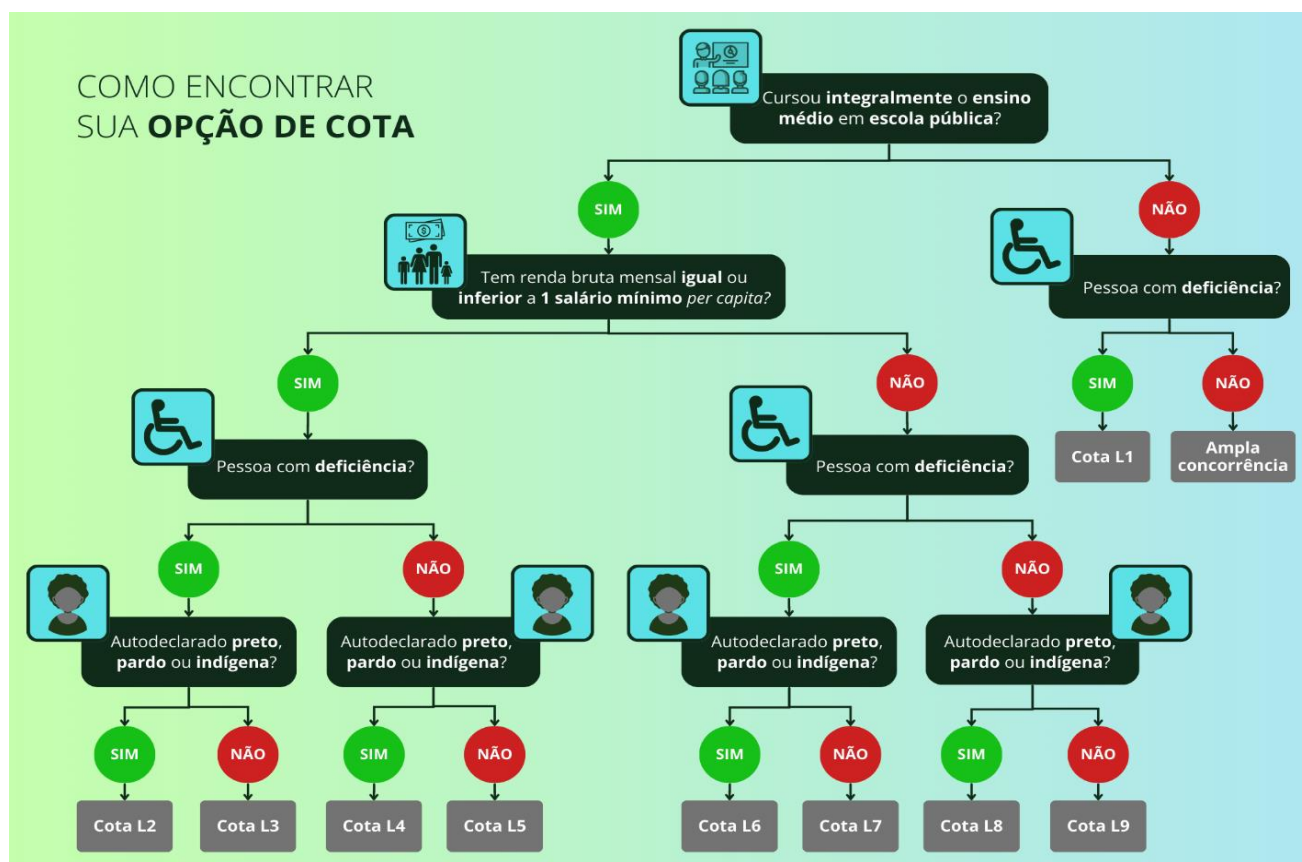 COMO ENCONTRAR
SUA OPÇÃO DE COTA
Cursou integralmente o ensino
médio em escola pública?
SIM
NÃO
Tem renda bruta mensal igual ou
inferior a 1 salário mínimo per capita?
Pessoa com deficiência?
SIM
NÃO
SIM
NÃO
Pessoa com deficiência?
Pessoa com deficiência?
Cota L1
Ampla
concorrência
SIM
NÃO
SIM
NÃO
Autodeclarado preto,
pardo ou indígena?
Autodeclarado preto,
pardo ou indígena?
Autodeclarado preto,
pardo ou indígena?
Autodeclarado preto,
pardo ou indígena?
SIM
NÃO
SIM
NÃO
SIM
NÃO
SIM
NÃO
Cota L2
Cota L3
Cota L4
Cota L5
Cota L6
Cota L7
Cota L8
Cota L9